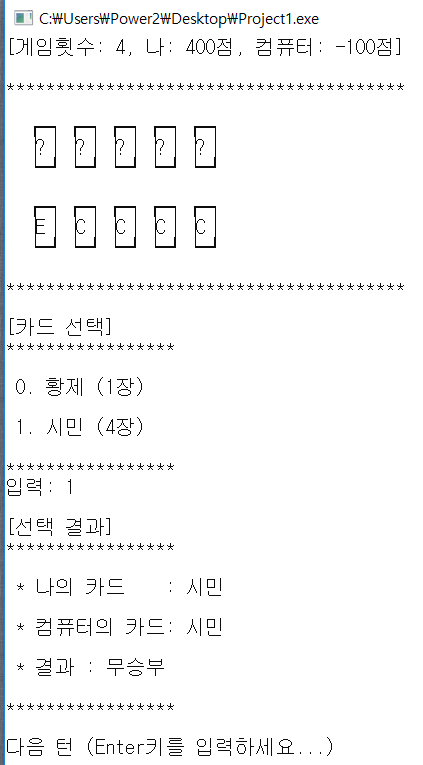 C:₩Users₩Power2₩Desktop₩Project1.exe
[게임횟수: 4, 나: 400점, 컴퓨터: -100점]
****************************************
? ? ? ? ?
E C C C C
****************************************
[카드 선택]
*****************
0. 황제 (1장)
1. 시민 (4장)
*****************
입력: 1
[선택 결과]
*****************
* 나의 카드    : 시민
* 컴퓨터의 카드: 시민
* 결과 : 무승부
*****************
다음 턴 (Enter키를 입력하세요...)